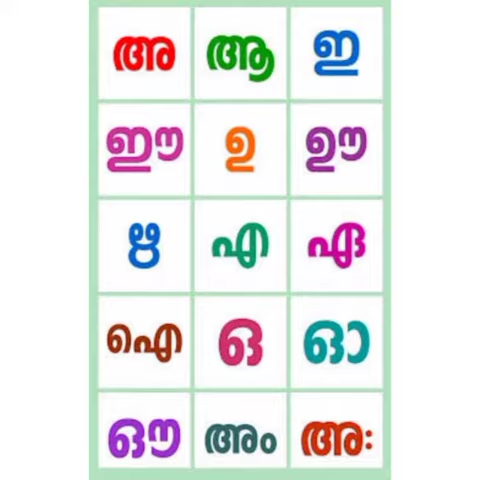 അ ആ ഇ
ഈ ഉ ഊ
ഋ എ ഏ
ഐ ഒ ഓ
ഔ അം അഃ